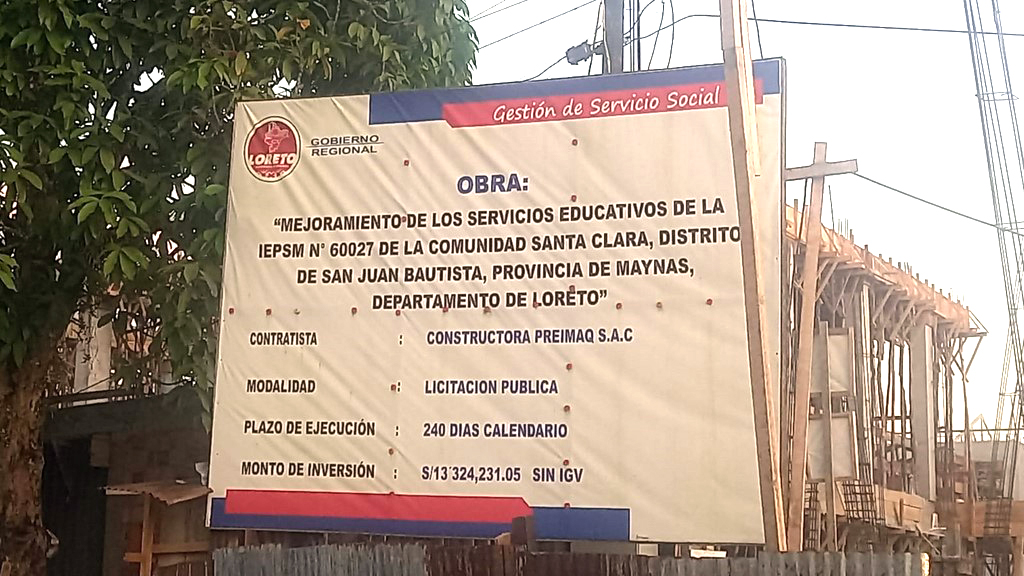 Gestión de Servicio Social
LORETO
GOBIERNO
REGIONAL
OBRA:
“MEJORAMIENTO DE LOS SERVICIOS EDUCATIVOS DE LA
IEPSM N° 60027 DE LA COMUNIDAD SANTA CLARA, DISTRITO
DE SAN JUAN BAUTISTA, PROVINCIA DE MAYNAS,
DEPARTAMENTO DE LORETO”
CONTRATISTA : CONSTRUCTORA PREIMAQ S.A.C
MODALIDAD : LICITACION PUBLICA
PLAZO DE EJECUCIÓN : 240 DIAS CALENDARIO
MONTO DE INVERSIÓN : S/13´324,231.05 SIN IGV